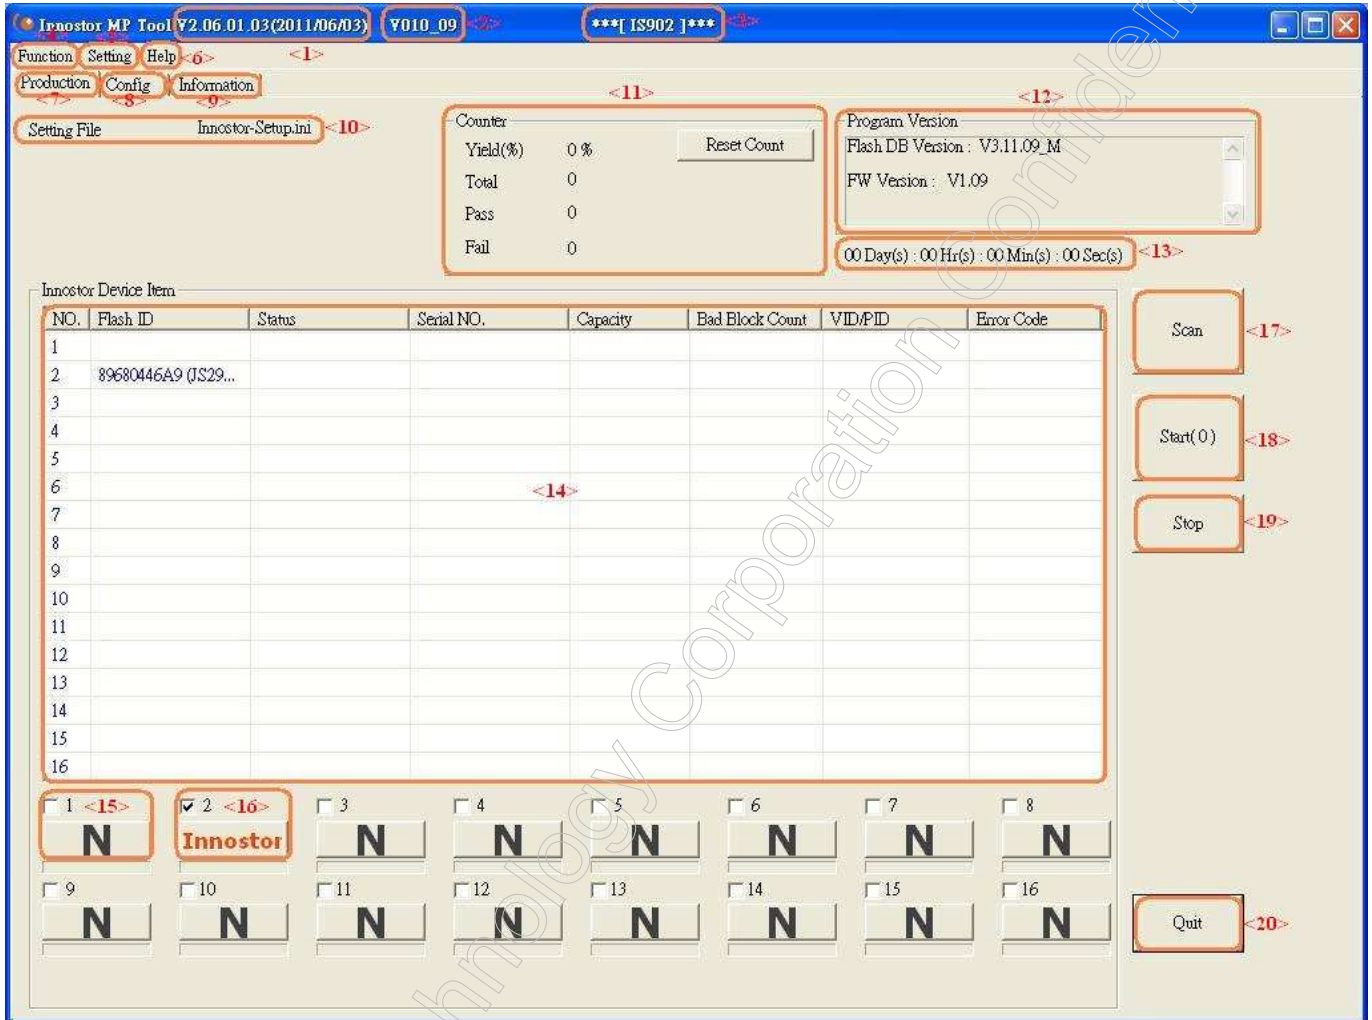 Innostor MP Tool V2.06.01.03(2011/06/03) V010_09 <2> ***[ IS902 ]*** <3>
Function Setting Help <6> <1>
Production Config Information
<7> <8> <9> <11> <12>
Setting File Innostor-Setup.ini <10>
Counter
Yield(%) 0 % Reset Count
Total 0
Pass 0
Fail 0
Program Version
Flash DB Version : V3.11.09_M
FW Version : V1.09
00 Day(s) : 00 Hr(s) : 00 Min(s) : 00 Sec(s) <13>
Innostor Device Item
NO. Flash ID Status Serial NO. Capacity Bad Block Count VID/PID Error Code
1
2 89680446A9 (JS29...
3
4
5
6 <14>
7
8
9
10
11
12
13
14
15
16
Scan <17>
Start( 0 ) <18>
Stop <19>
1 <15> 2 <16> 3 4 5 6 7 8
N Innostor N N N N N N
9 10 11 12 13 14 15 16
N N N N N N N N
Quit <20>
Technology Corporation Confiden